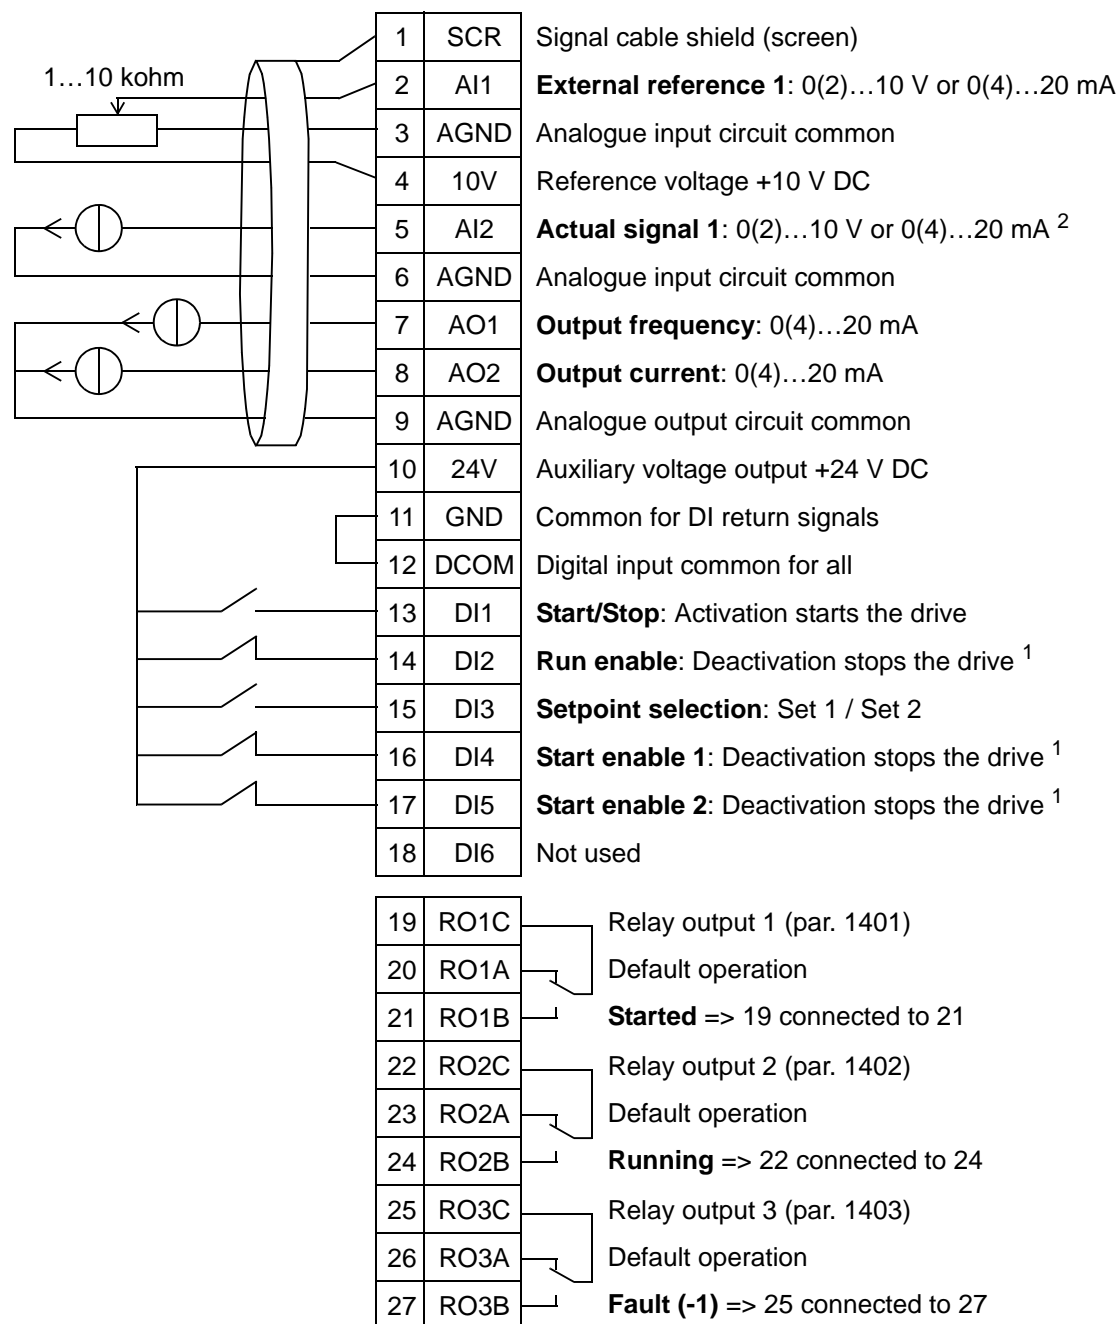 1 SCR Signal cable shield (screen)
1…10 kohm
2 AI1 External reference 1: 0(2)…10 V or 0(4)…20 mA
3 AGND Analogue input circuit common
4 10V Reference voltage +10 V DC
5 AI2 Actual signal 1: 0(2)…10 V or 0(4)…20 mA 2
6 AGND Analogue input circuit common
7 AO1 Output frequency: 0(4)…20 mA
8 AO2 Output current: 0(4)…20 mA
9 AGND Analogue output circuit common
10 24V Auxiliary voltage output +24 V DC
11 GND Common for DI return signals
12 DCOM Digital input common for all
13 DI1 Start/Stop: Activation starts the drive
14 DI2 Run enable: Deactivation stops the drive 1
15 DI3 Setpoint selection: Set 1 / Set 2
16 DI4 Start enable 1: Deactivation stops the drive 1
17 DI5 Start enable 2: Deactivation stops the drive 1
18 DI6 Not used
19 RO1C Relay output 1 (par. 1401)
20 RO1A Default operation
21 RO1B Started => 19 connected to 21
22 RO2C Relay output 2 (par. 1402)
23 RO2A Default operation
24 RO2B Running => 22 connected to 24
25 RO3C Relay output 3 (par. 1403)
26 RO3A Default operation
27 RO3B Fault (-1) => 25 connected to 27